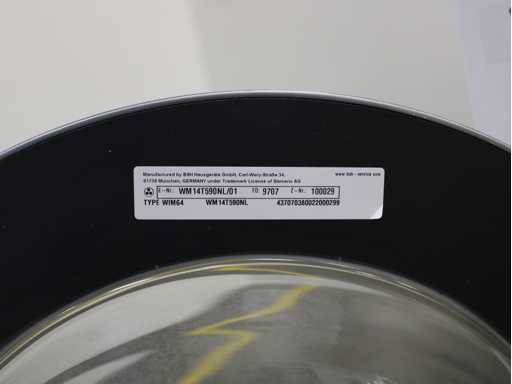 Manufactured by BSH Hausgeräte GmbH, Carl-Wery-Straße 34, www.bsh-service.com
81739 München, GERMANY under Trademark License of Siemens AG
E-Nr. WM14T590NL/01 FD 9707 Z-Nr. 100029
TYPE WIM64 WM14T590NL 437070380022000299